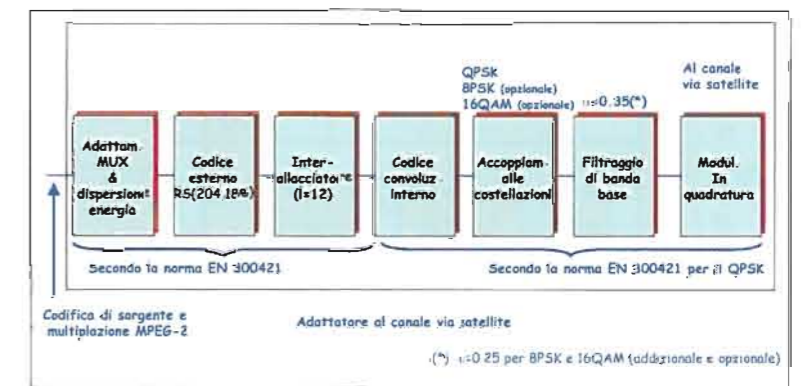 QPSK
8PSK (opzionale)
16QAM (opzionale) α=0.35(*)
Al canale
via satellite
Adattam.
MUX
&
dispersione
energia
Codice
esterno
RS(204 188)
Inter-
allacciatore
(I=12)
Codice
convoluz
interno
Accoppiam
alle
costellazioni
Filtraggio
di banda
base
Modul.
In
quadratura
Secondo la norma EN 300421
Secondo la norma EN 300421 per il QPSK
Codifica di sorgente e
multiplazione MPEG-2
Adattatore al canale via satellite
(*) α=0.25 per 8PSK e 16QAM (addizionale e opzionale)